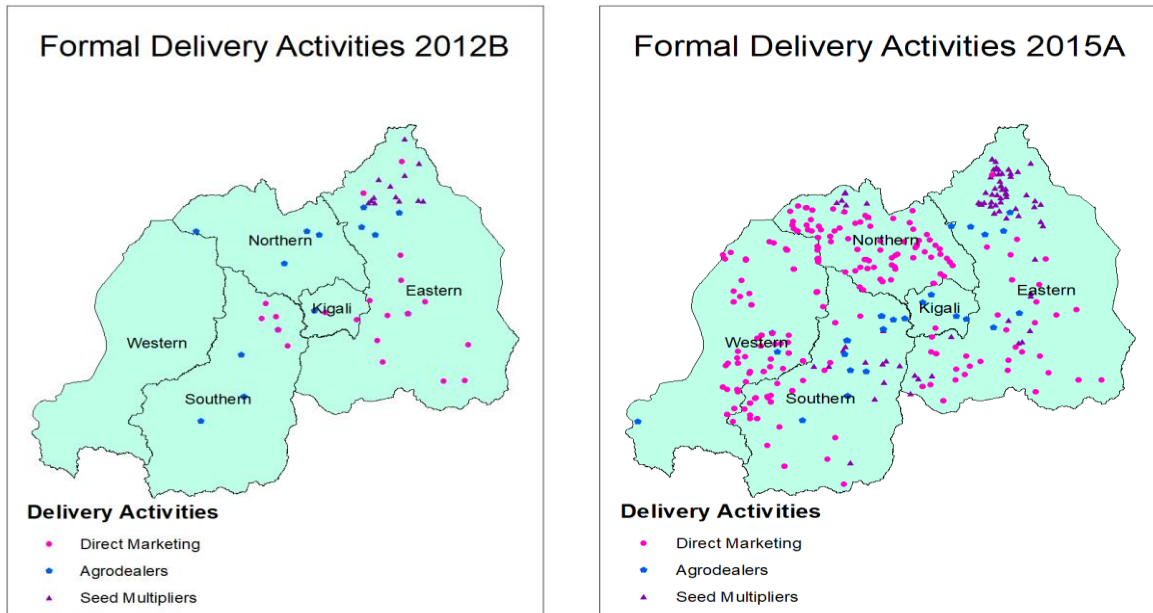 Formal Delivery Activities 2012B
Northern
Eastern
Kigali
Western
Southern
Delivery Activities
Direct Marketing
Agrodealers
Seed Multipliers
Formal Delivery Activities 2015A
Northern
Eastern
Kigali
Western
Southern
Delivery Activities
Direct Marketing
Agrodealers
Seed Multipliers